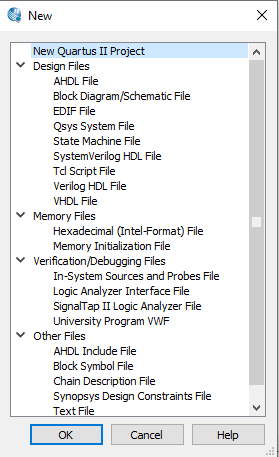 New
New Quartus II Project
Design Files
AHDL File
Block Diagram/Schematic File
EDIF File
Qsys System File
State Machine File
SystemVerilog HDL File
Tcl Script File
Verilog HDL File
VHDL File
Memory Files
Hexadecimal (Intel-Format) File
Memory Initialization File
Verification/Debugging Files
In-System Sources and Probes File
Logic Analyzer Interface File
SignalTap II Logic Analyzer File
University Program VWF
Other Files
AHDL Include File
Block Symbol File
Chain Description File
Synopsys Design Constraints File
Text File
OK Cancel Help